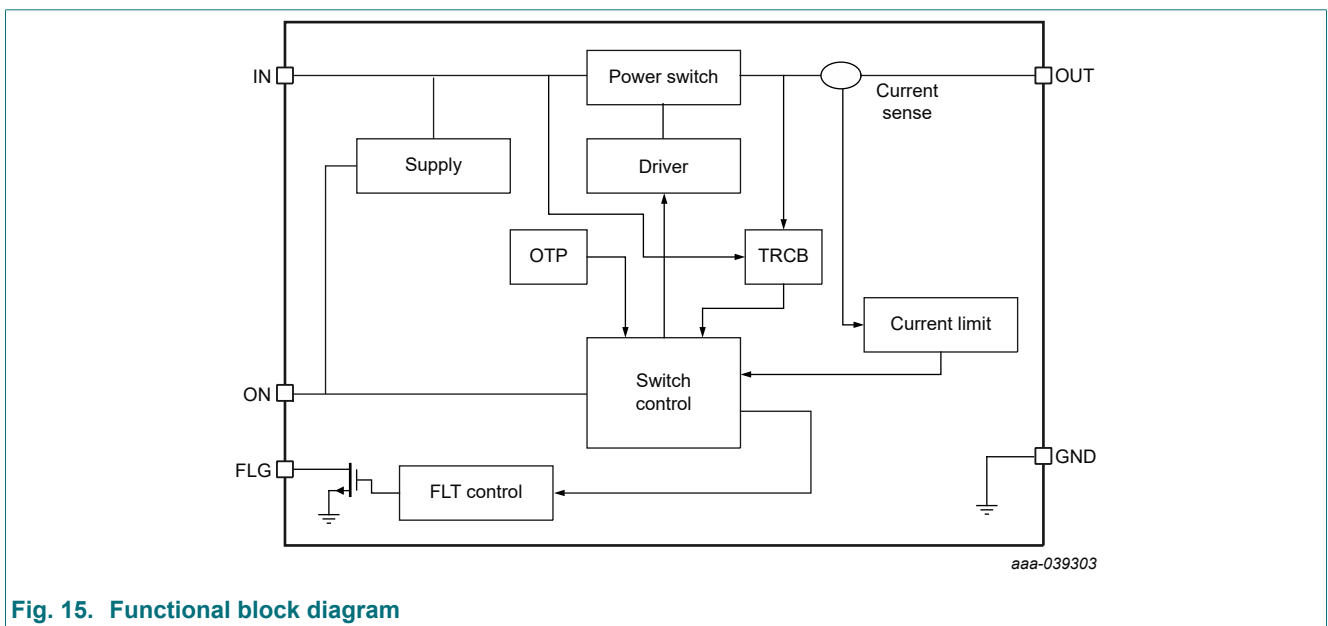 IN
Power switch
OUT
Current
sense
Supply
Driver
OTP
TRCB
Current limit
ON
Switch
control
FLG
FLT control
GND
aaa-039303
Fig. 15. Functional block diagram